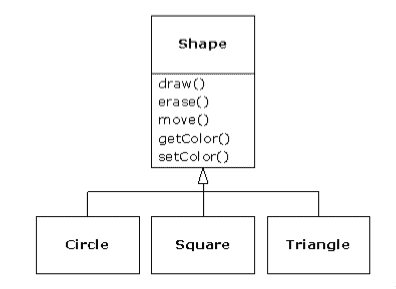 Shape
draw()
erase()
move()
getColor()
setColor()
Circle
Square
Triangle